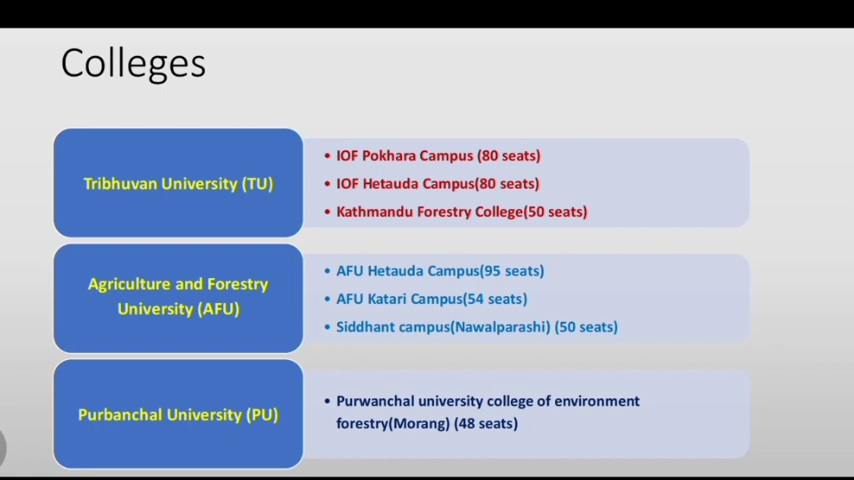 Colleges
Tribhuvan University (TU)
• IOF Pokhara Campus (80 seats)
• IOF Hetauda Campus(80 seats)
• Kathmandu Forestry College(50 seats)
Agriculture and Forestry
University (AFU)
• AFU Hetauda Campus(95 seats)
• AFU Katari Campus(54 seats)
• Siddhant campus(Nawalparashi) (50 seats)
Purbanchal University (PU)
• Purwanchal university college of environment
forestry(Morang) (48 seats)